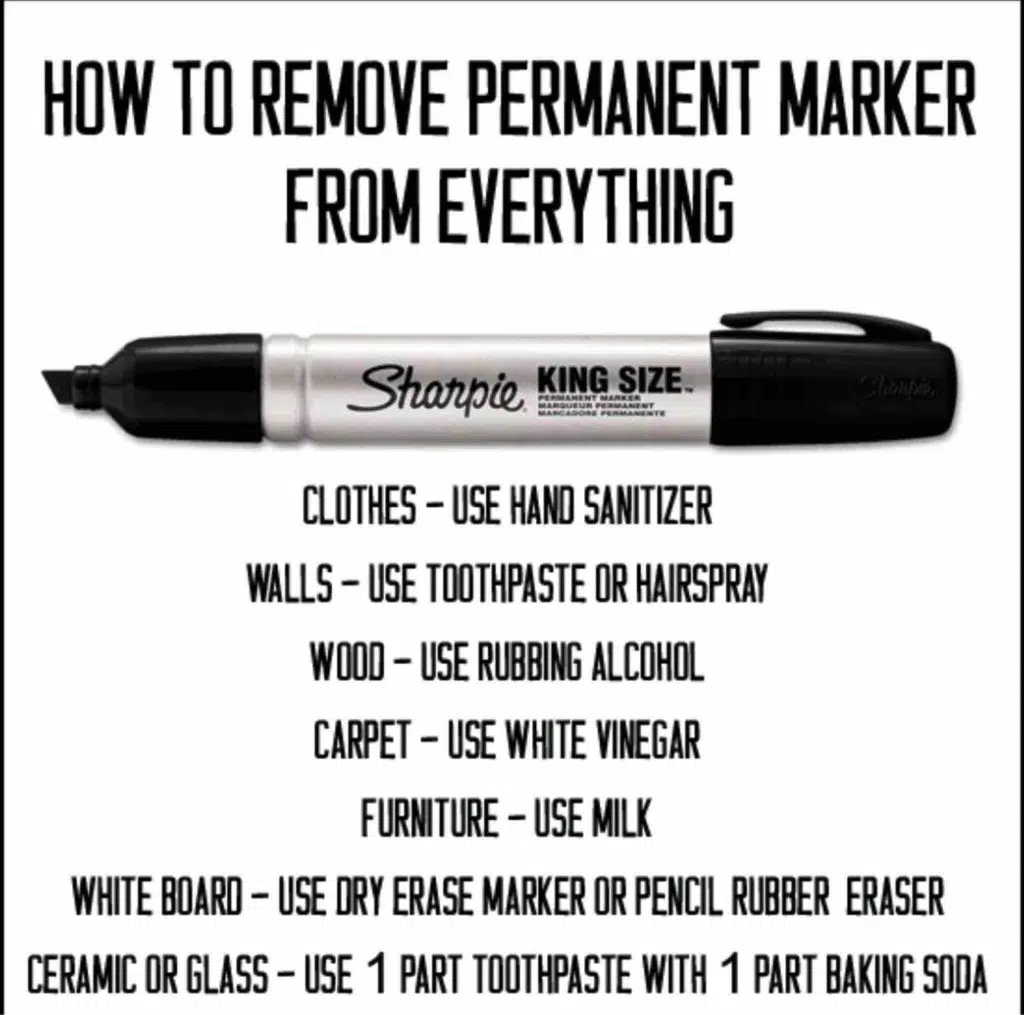 HOW TO REMOVE PERMANENT MARKER
FROM EVERYTHING
Sharpie. KING SIZE™
PERMANENT MARKER
MARQUEUR PERMANENT
MARCADORE PERMANENTE
Sharpie.
CLOTHES – USE HAND SANITIZER
WALLS – USE TOOTHPASTE OR HAIRSPRAY
WOOD – USE RUBBING ALCOHOL
CARPET – USE WHITE VINEGAR
FURNITURE – USE MILK
WHITE BOARD – USE DRY ERASE MARKER OR PENCIL RUBBER ERASER
CERAMIC OR GLASS – USE 1 PART TOOTHPASTE WITH 1 PART BAKING SODA